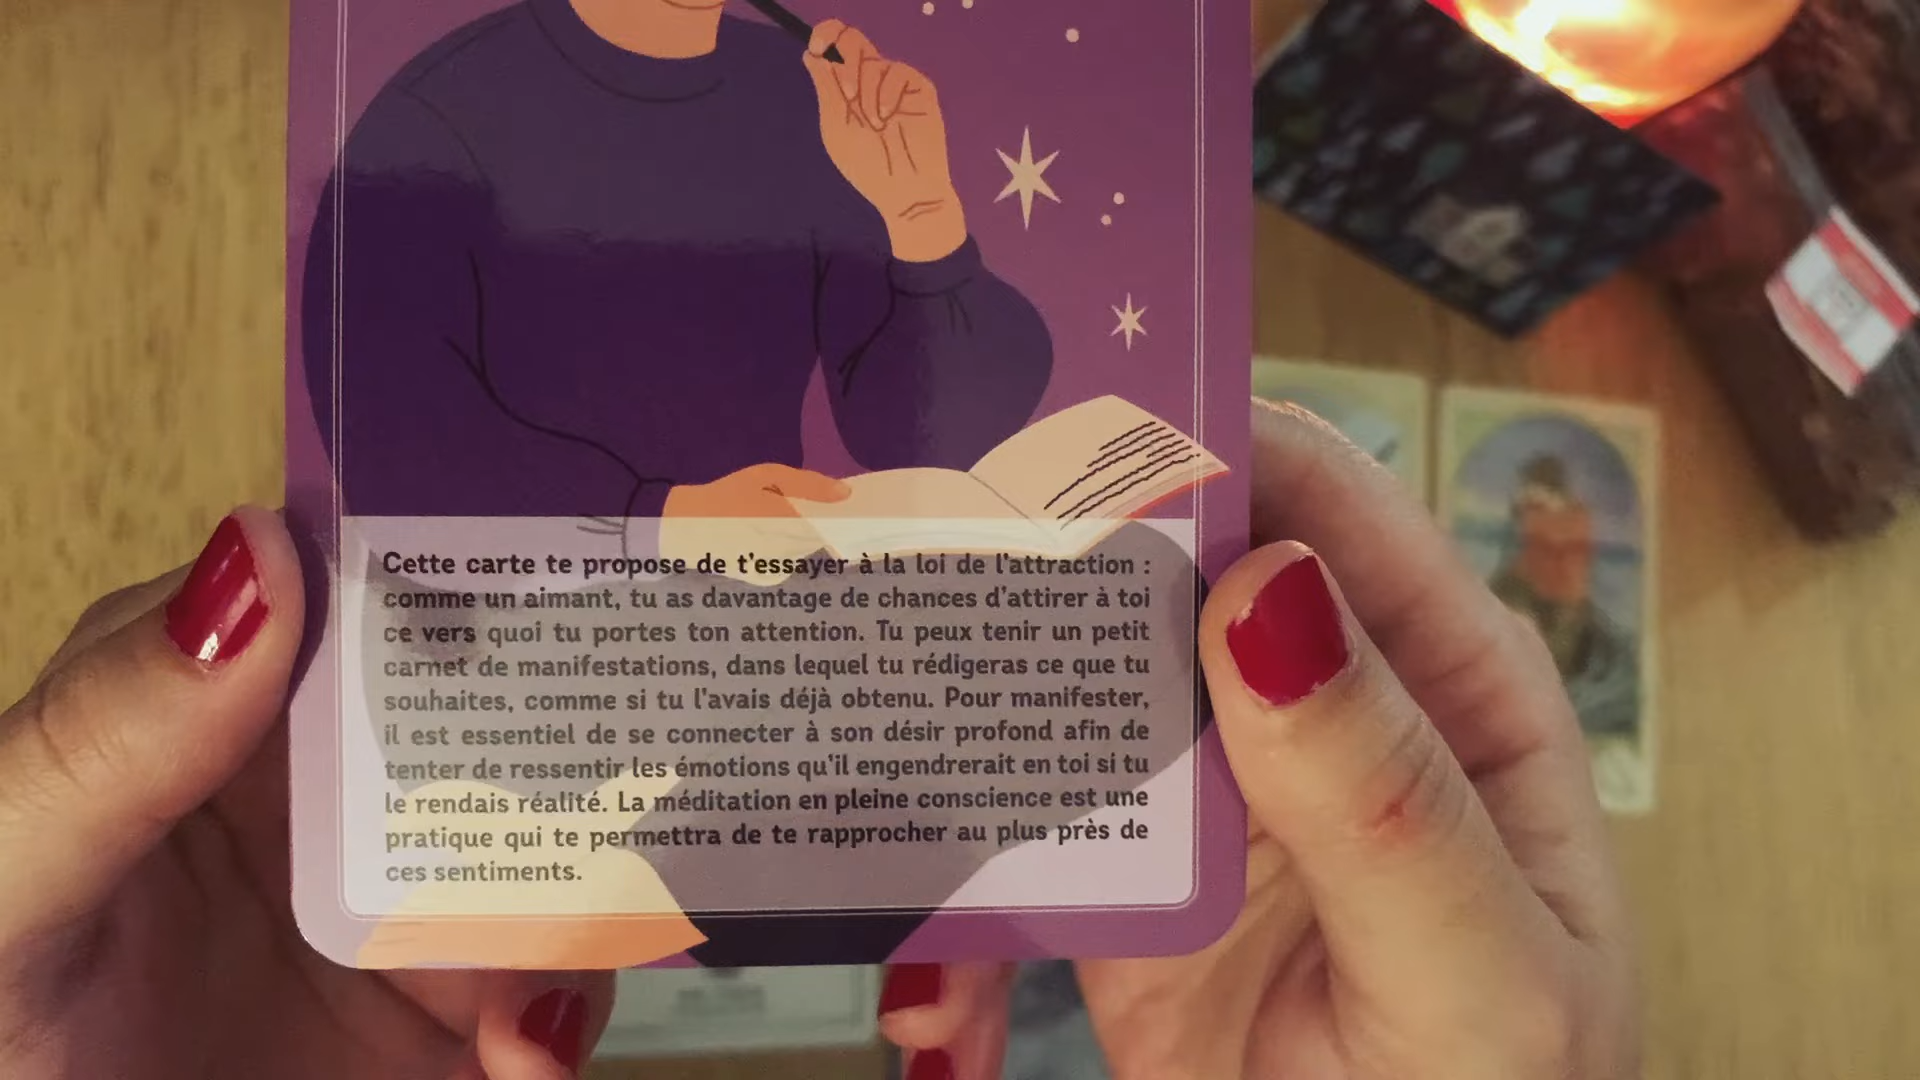 Cette carte te propose de t'essayer à la loi de l'attraction :
comme un aimant, tu as davantage de chances d'attirer à toi
ce vers quoi tu portes ton attention. Tu peux tenir un petit
carnet de manifestations, dans lequel tu rédigeras ce que tu
souhaites, comme si tu l'avais déjà obtenu. Pour manifester,
il est essentiel de se connecter à son désir profond afin de
tenter de ressentir les émotions qu'il engendrerait en toi si tu
le rendais réalité. La méditation en pleine conscience est une
pratique qui te permettra de te rapprocher au plus près de
ces sentiments.